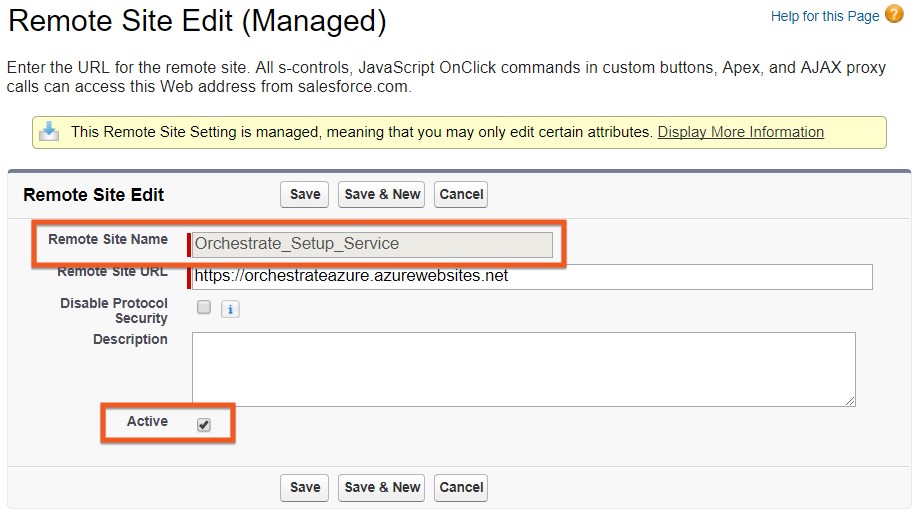 Remote Site Edit (Managed)
Help for this Page ?
Enter the URL for the remote site. All s-controls, JavaScript OnClick commands in custom buttons, Apex, and AJAX proxy
calls can access this Web address from salesforce.com.
This Remote Site Setting is managed, meaning that you may only edit certain attributes. Display More Information
Remote Site Edit Save Save & New Cancel
Remote Site Name Orchestrate_Setup_Service
Remote Site URL https://orchestrateazure.azurewebsites.net
Disable Protocol
Security i
Description
Active
Save Save & New Cancel